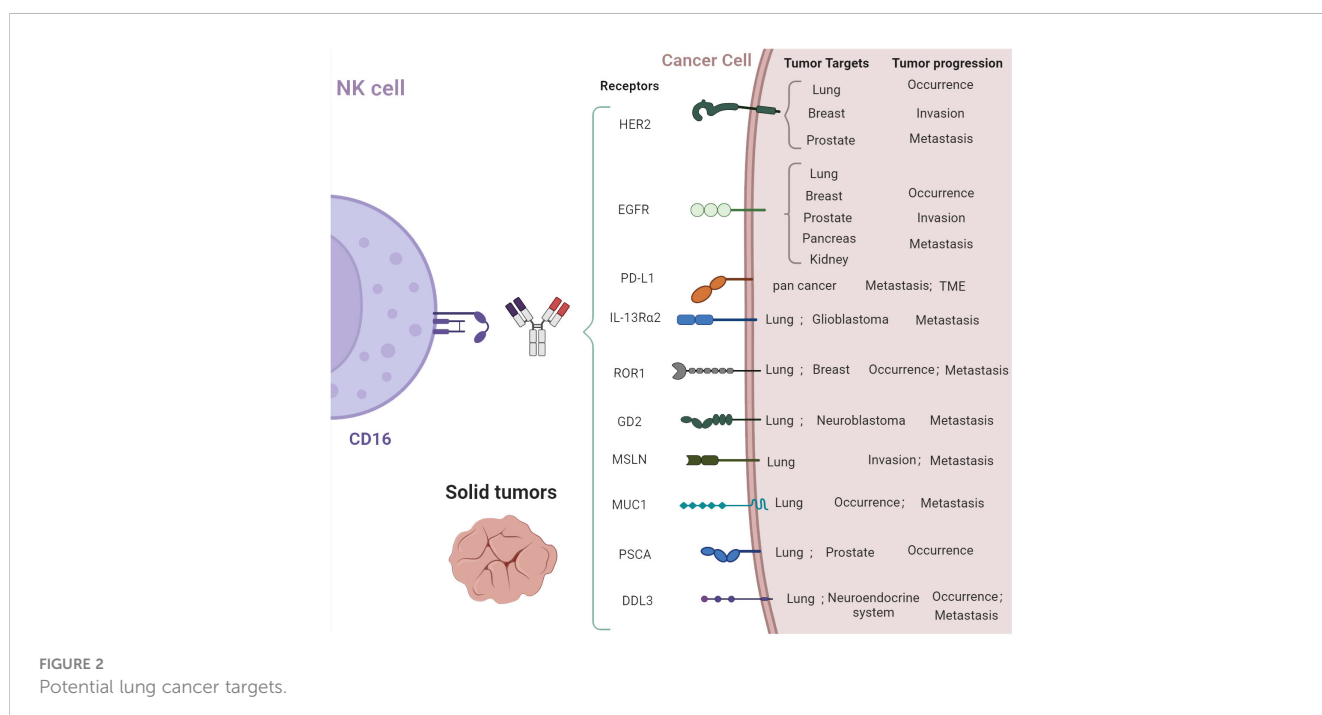 NK cell
CD16
Solid tumors
Cancer Cell
Receptors
Tumor Targets Tumor progression
HER2
Lung Occurrence
Breast Invasion
Prostate Metastasis
EGFR
Lung
Breast Occurrence
Prostate Invasion
Pancreas Metastasis
Kidney
PD-L1 pan cancer Metastasis; TME
IL-13Rα2 Lung ; Glioblastoma Metastasis
ROR1 Lung ; Breast Occurrence; Metastasis
GD2 Lung ; Neuroblastoma Metastasis
MSLN Lung Invasion; Metastasis
MUC1 Lung Occurrence; Metastasis
PSCA Lung ; Prostate Occurrence
DDL3 Lung ; Neuroendocrine Occurrence;
system Metastasis
FIGURE 2
Potential lung cancer targets.